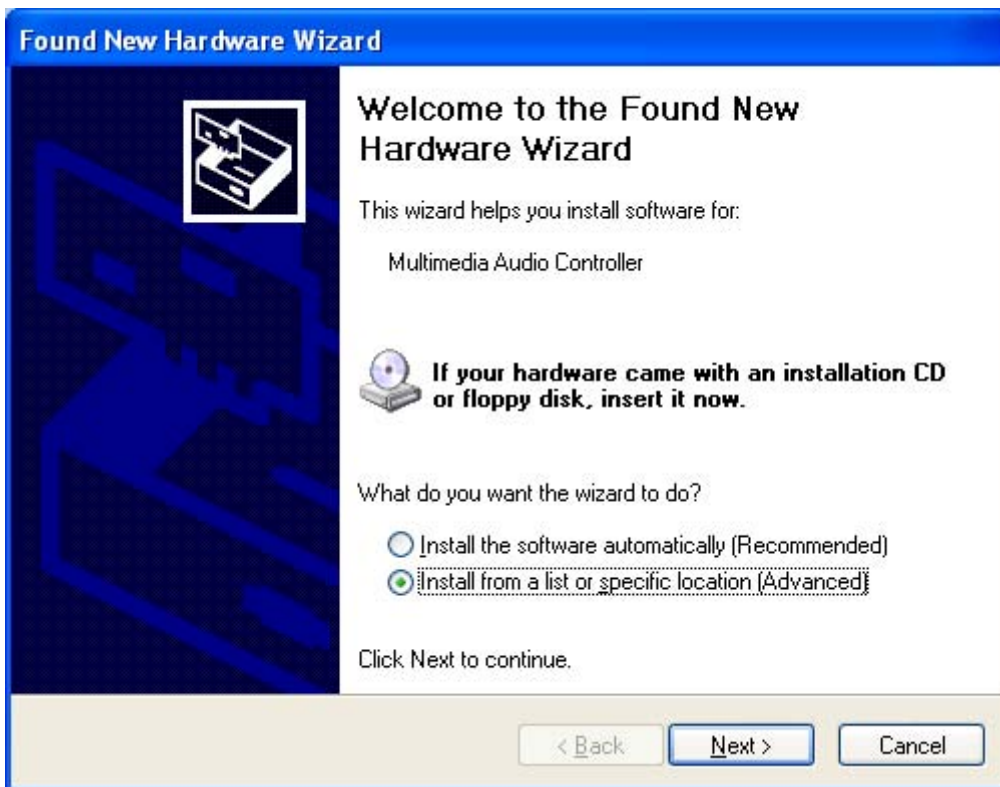 Found New Hardware Wizard
Welcome to the Found New
Hardware Wizard
This wizard helps you install software for:
Multimedia Audio Controller
If your hardware came with an installation CD
or floppy disk, insert it now.
What do you want the wizard to do?
Install the software automatically (Recommended)
Install from a list or specific location (Advanced)
Click Next to continue.
< Back Next > Cancel